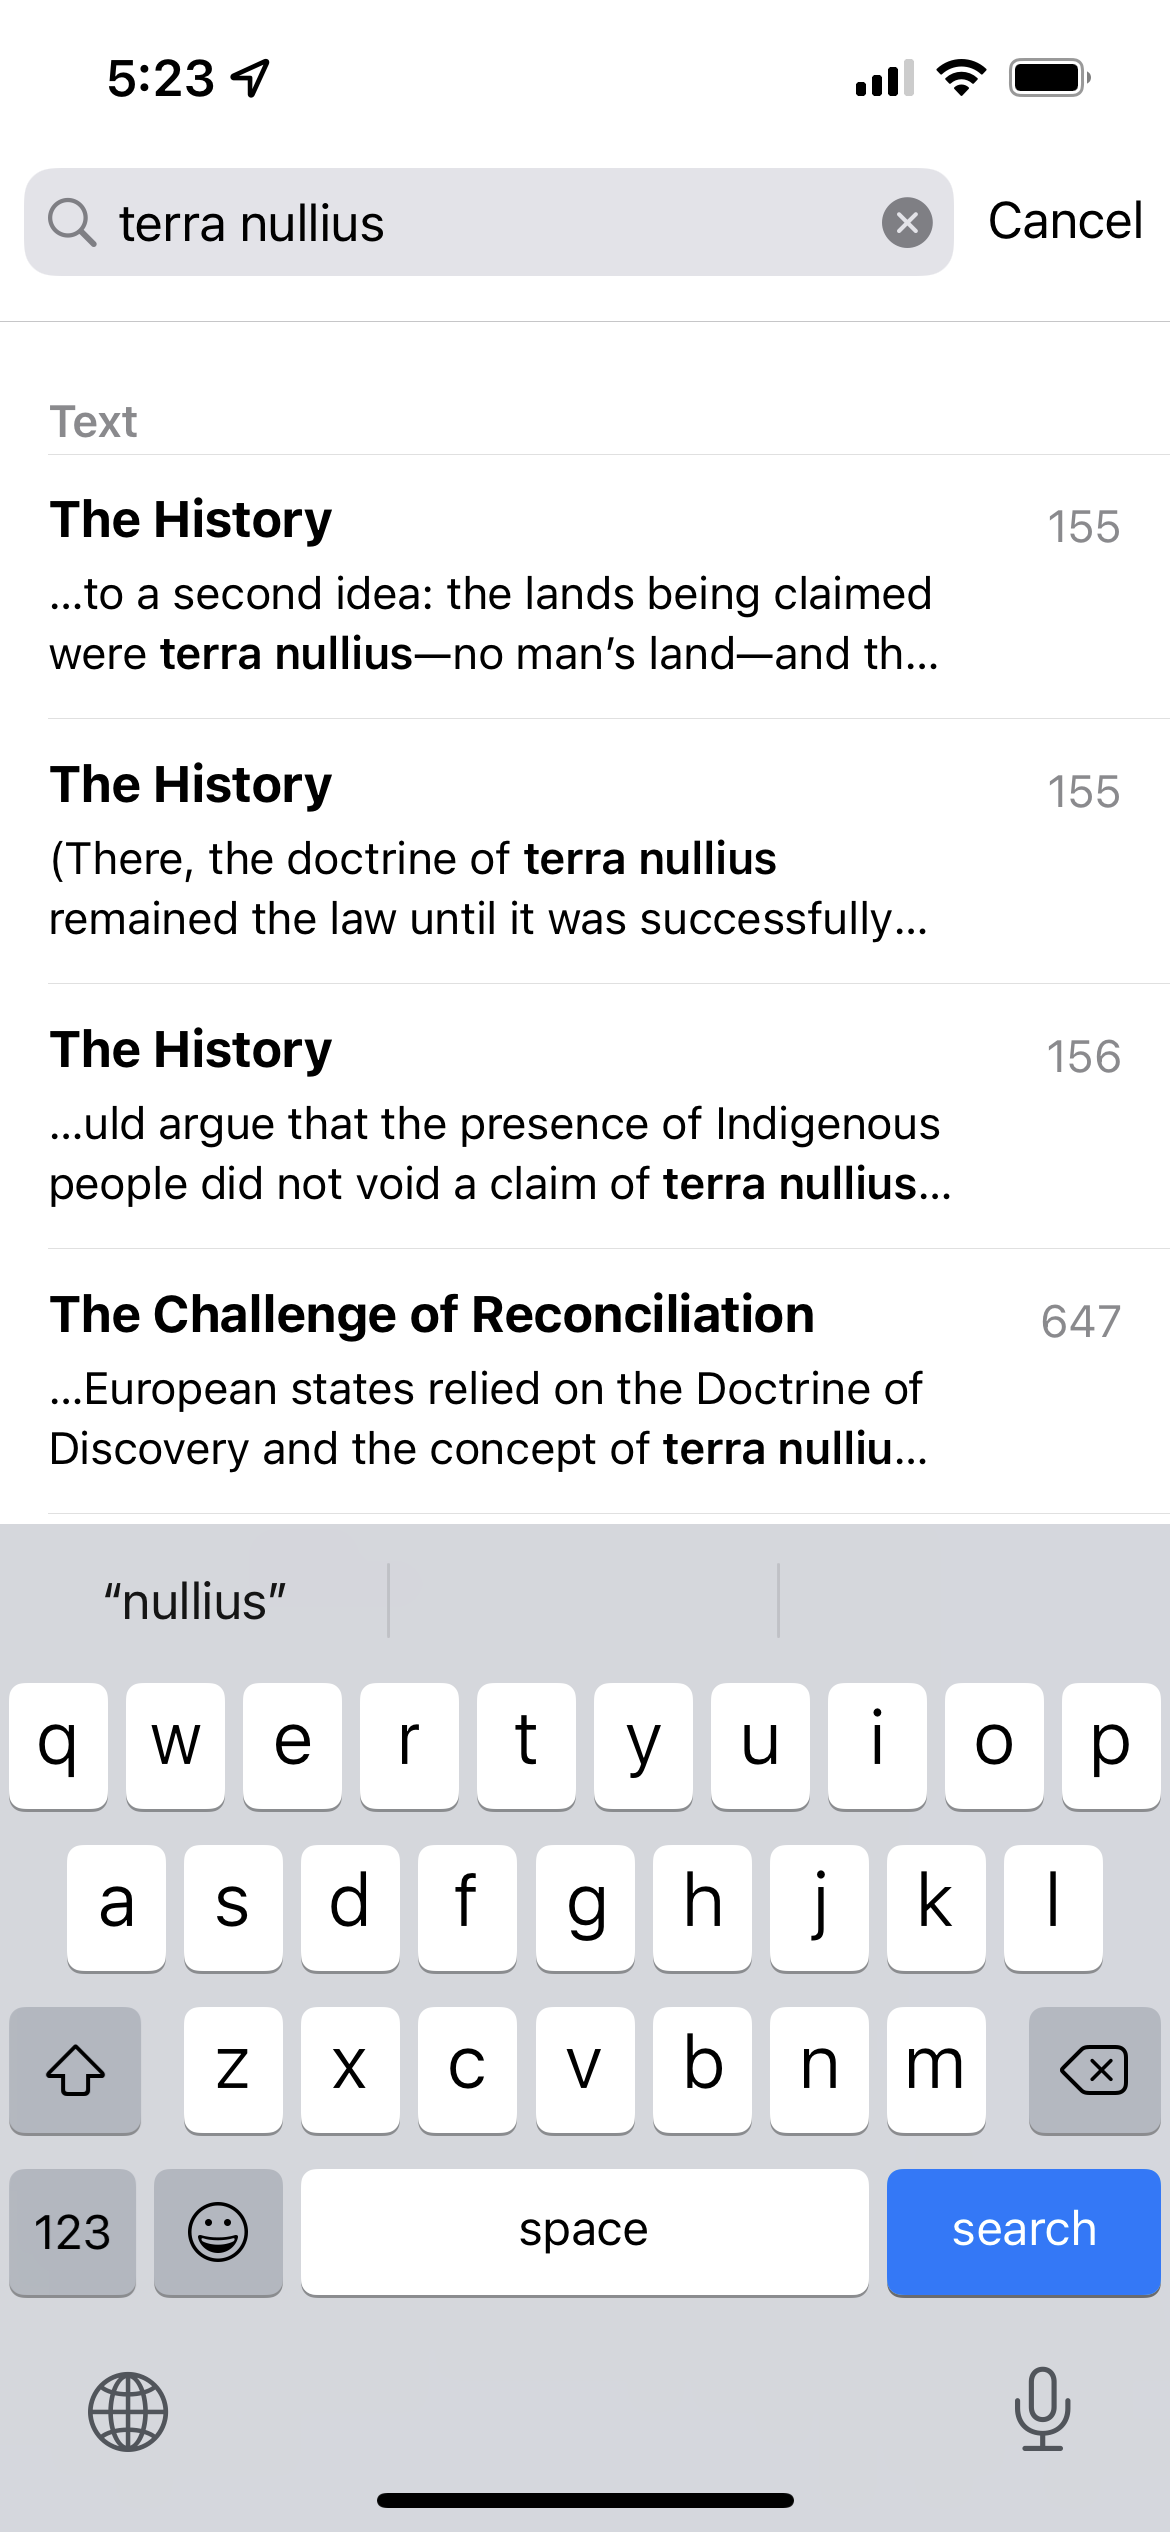 5:23
terra nullius
Cancel
Text
The History 155
...to a second idea: the lands being claimed
were terra nullius—no man’s land—and th...
The History 155
(There, the doctrine of terra nullius
remained the law until it was successfully...
The History 156
...uld argue that the presence of Indigenous
people did not void a claim of terra nullius...
The Challenge of Reconciliation 647
...European states relied on the Doctrine of
Discovery and the concept of terra nulliu...
“nullius”
q w e r t y u i o p
a s d f g h j k l
z x c v b n m
123 space search